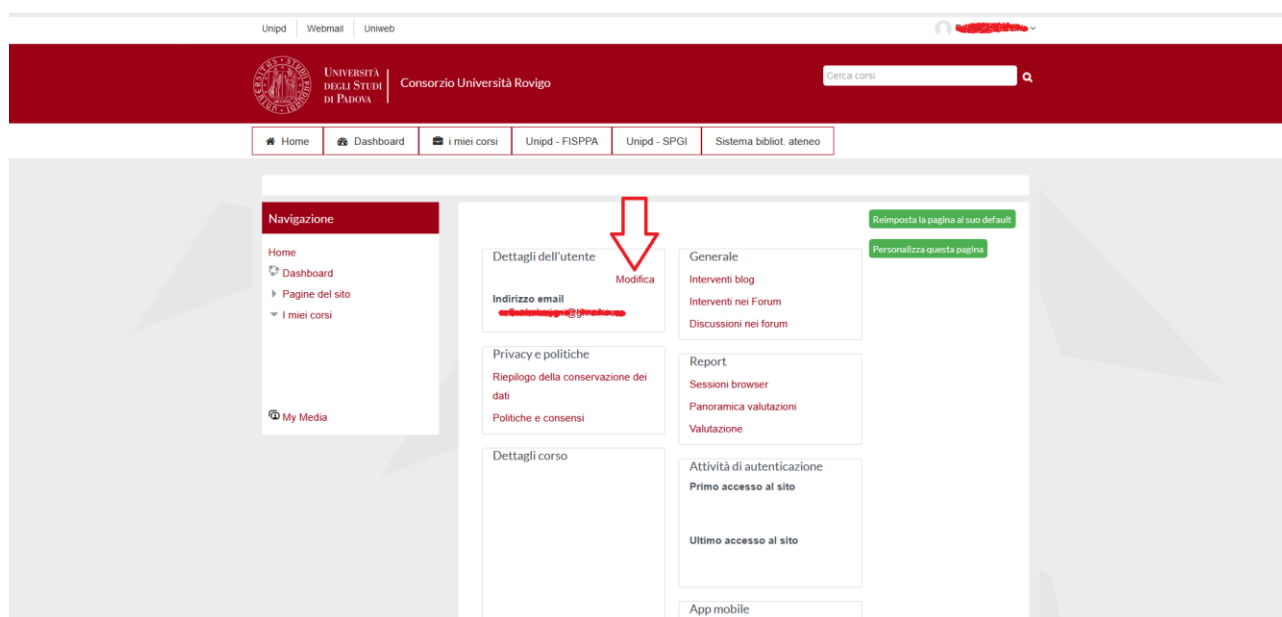 Unipd Webmail Uniweb
UNIVERSITÀ
DEGLI STUDI
DI PADOVA
Consorzio Università Rovigo
Cerca corsi
Home Dashboard i miei corsi Unipd - FISPPA Unipd - SPGI Sistema bibliot. ateneo
Navigazione
Home
Dashboard
Pagine del sito
I miei corsi
My Media
Dettagli dell'utente
Modifica
Indirizzo email
Privacy e politiche
Riepilogo della conservazione dei
dati
Politiche e consensi
Dettagli corso
Generale
Interventi blog
Interventi nei Forum
Discussioni nei forum
Report
Sessioni browser
Panoramica valutazioni
Valutazione
Attività di autenticazione
Primo accesso al sito
Ultimo accesso al sito
App mobile
Reimposta la pagina al suo default
Personalizza questa pagina